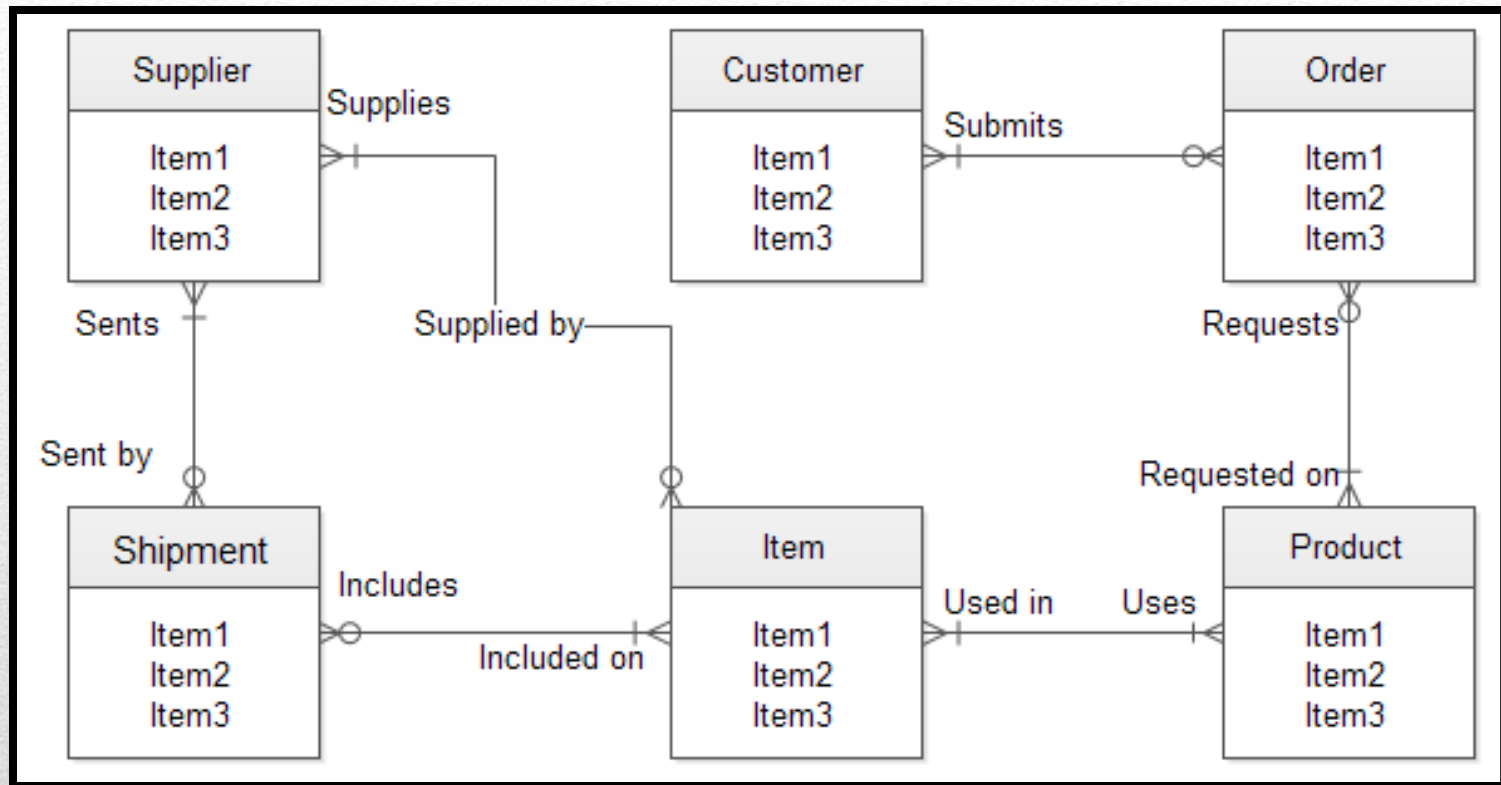 Supplier
Item1
Item2
Item3
Supplies
Customer
Item1
Item2
Item3
Submits
Order
Item1
Item2
Item3
Sents
Supplied by
Requests
Sent by
Requested on
Shipment
Item1
Item2
Item3
Includes
Included on
Item
Item1
Item2
Item3
Used in
Uses
Product
Item1
Item2
Item3